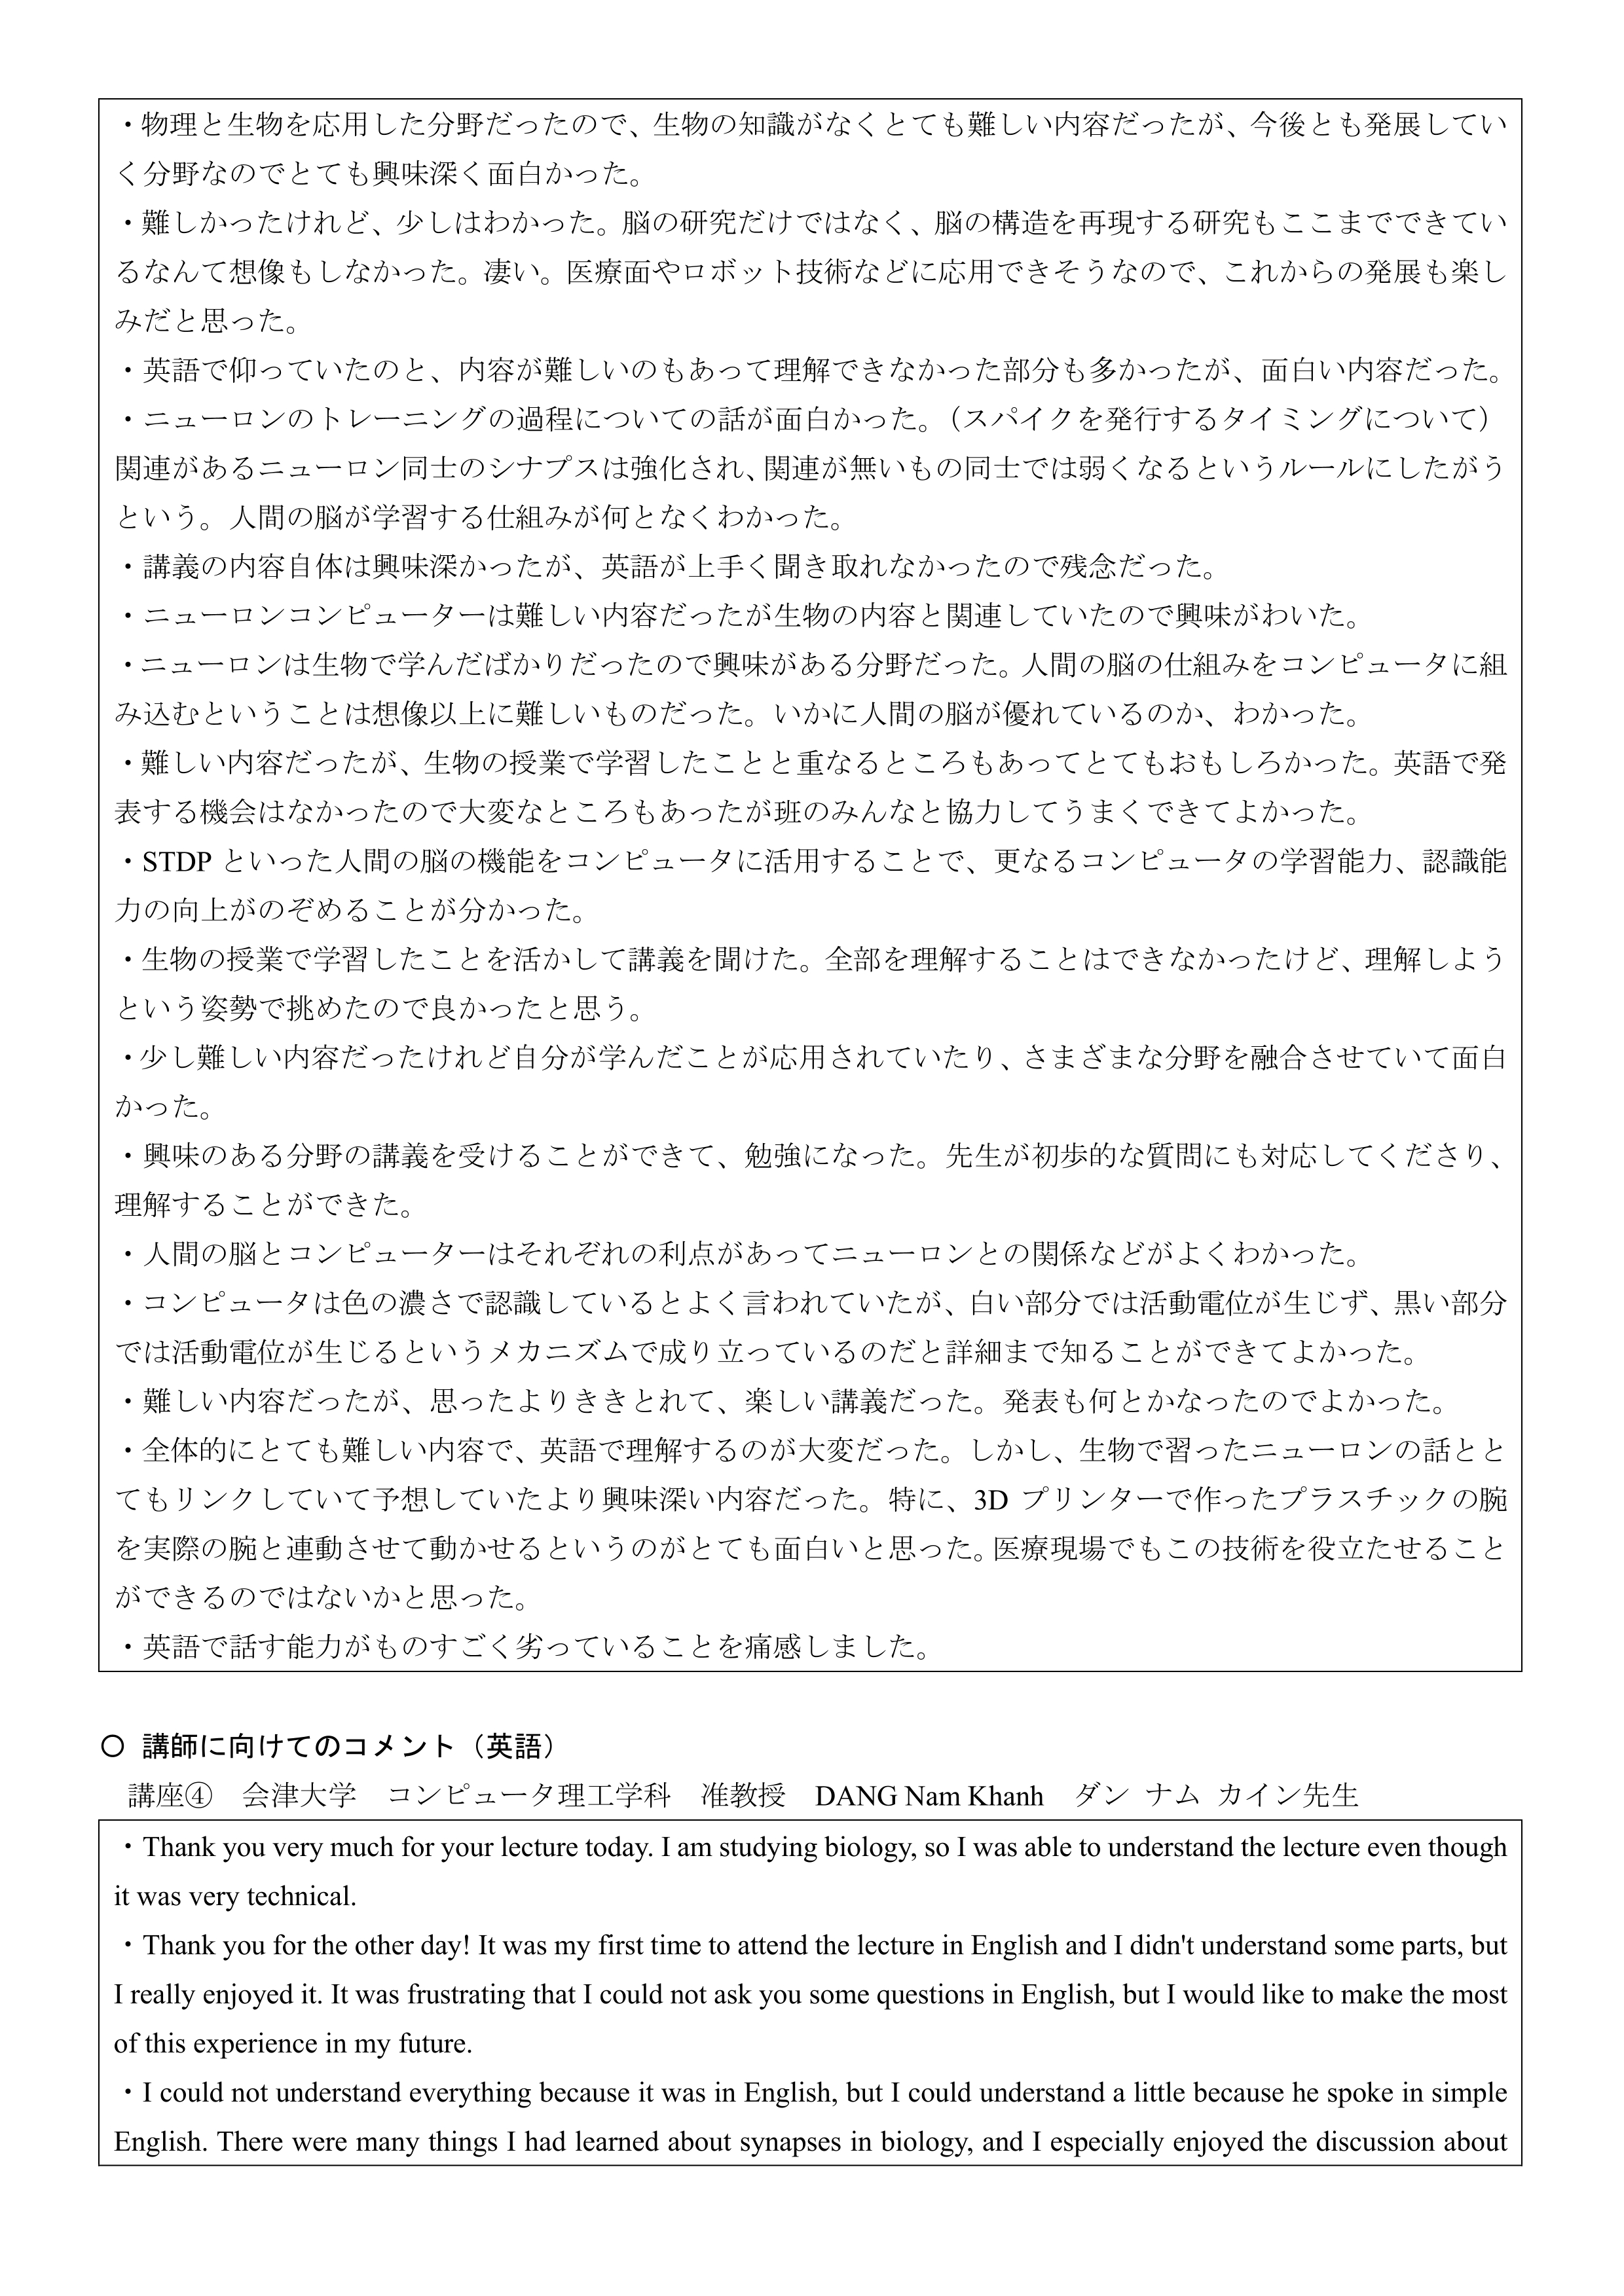 ・物理と生物を応用した分野だったので、生物の知識がなくとても難しい内容だったが、今後とも発展してい
く分野なのでとても興味深く面白かった。
・難しかったけれど、少しはわかった。脳の研究だけではなく、脳の構造を再現する研究もここまでできてい
るなんて想像もしなかった。凄い。医療面やロボット技術などに応用できそうなので、これからの発展も楽し
みだと思った。
・英語で仰っていたのと、内容が難しいのもあって理解できなかった部分も多かったが、面白い内容だった。
・ニューロンのトレーニングの過程についての話が面白かった。（スパイクを発行するタイミングについて）
関連があるニューロン同士のシナプスは強化され、関連が無いもの同士では弱くなるというルールにしたがう
という。人間の脳が学習する仕組みが何となくわかった。
・講義の内容自体は興味深かったが、英語が上手く聞き取れなかったので残念だった。
・ニューロンコンピューターは難しい内容だったが生物の内容と関連していたので興味がわいた。
・ニューロンは生物で学んだばかりだったので興味がある分野だった。人間の脳の仕組みをコンピュータに組
み込むということは想像以上に難しいものだった。いかに人間の脳が優れているのか、わかった。
・難しい内容だったが、生物の授業で学習したことと重なるところもあってとてもおもしろかった。英語で発
表する機会はなかったので大変なところもあったが班のみんなと協力してうまくできてよかった。
・STDP といった人間の脳の機能をコンピュータに活用することで、更なるコンピュータの学習能力、認識能
力の向上がのぞめることが分かった。
・生物の授業で学習したことを活かして講義を聞けた。全部を理解することはできなかったけど、理解しよう
という姿勢で挑めたので良かったと思う。
・少し難しい内容だったけれど自分が学んだことが応用されていたり、さまざまな分野を融合させていて面白
かった。
・興味のある分野の講義を受けることができて、勉強になった。先生が初歩的な質問にも対応してくださり、
理解することができた。
・人間の脳とコンピューターはそれぞれの利点があってニューロンとの関係などがよくわかった。
・コンピュータは色の濃さで認識しているとよく言われていたが、白い部分では活動電位が生じず、黒い部分
では活動電位が生じるというメカニズムで成り立っているのだと詳細まで知ることができてよかった。
・難しい内容だったが、思ったよりききとれて、楽しい講義だった。発表も何とかなったのでよかった。
・全体的にとても難しい内容で、英語で理解するのが大変だった。しかし、生物で習ったニューロンの話とと
てもリンクしていて予想していたより興味深い内容だった。特に、3D プリンターで作ったプラスチックの腕
を実際の腕と連動させて動かせるというのがとても面白いと思った。医療現場でもこの技術を役立たせること
ができるのではないかと思った。
・英語で話す能力がものすごく劣っていることを痛感しました。
〇 講師に向けてのコメント（英語）
講座④　会津大学　コンピュータ理工学科　准教授　DANG Nam Khanh　ダン ナム カイン先生
・Thank you very much for your lecture today. I am studying biology, so I was able to understand the lecture even though
it was very technical.
・Thank you for the other day! It was my first time to attend the lecture in English and I didn't understand some parts, but
I really enjoyed it. It was frustrating that I could not ask you some questions in English, but I would like to make the most
of this experience in my future.
・I could not understand everything because it was in English, but I could understand a little because he spoke in simple
English. There were many things I had learned about synapses in biology, and I especially enjoyed the discussion about